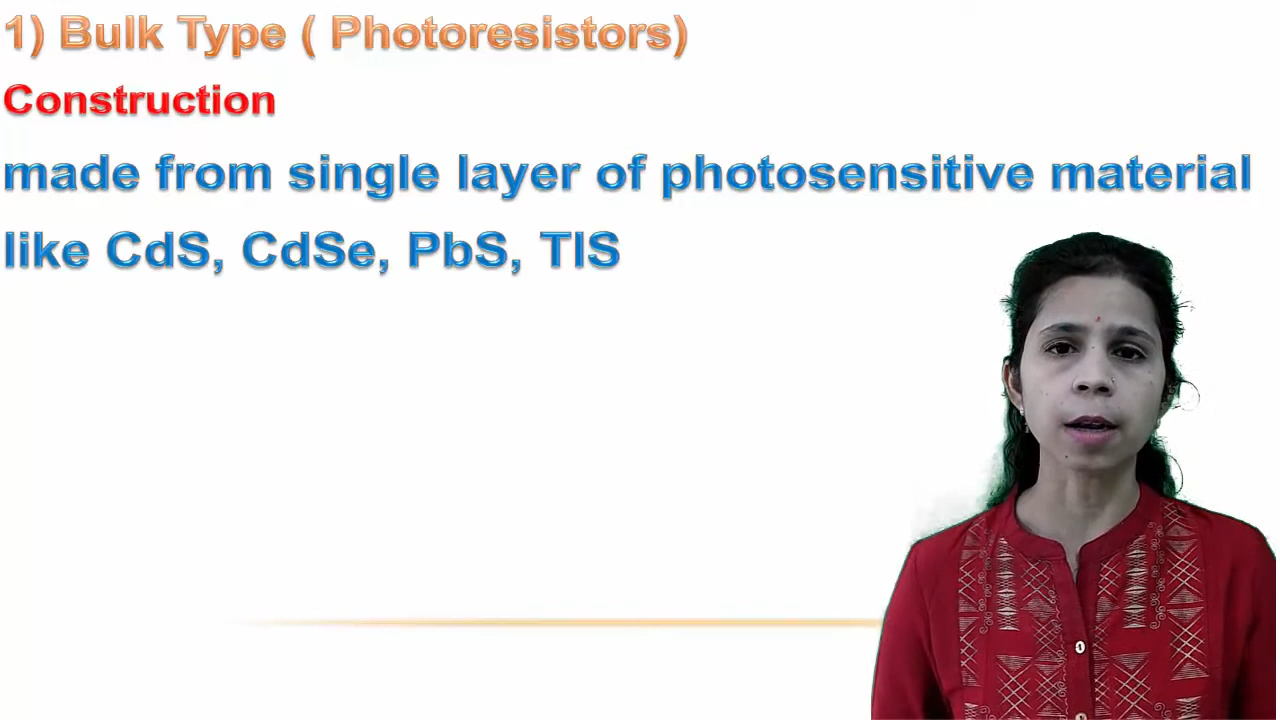 1) Bulk Type ( Photoresistors)
Construction
made from single layer of photosensitive material
like CdS, CdSe, PbS, TlS